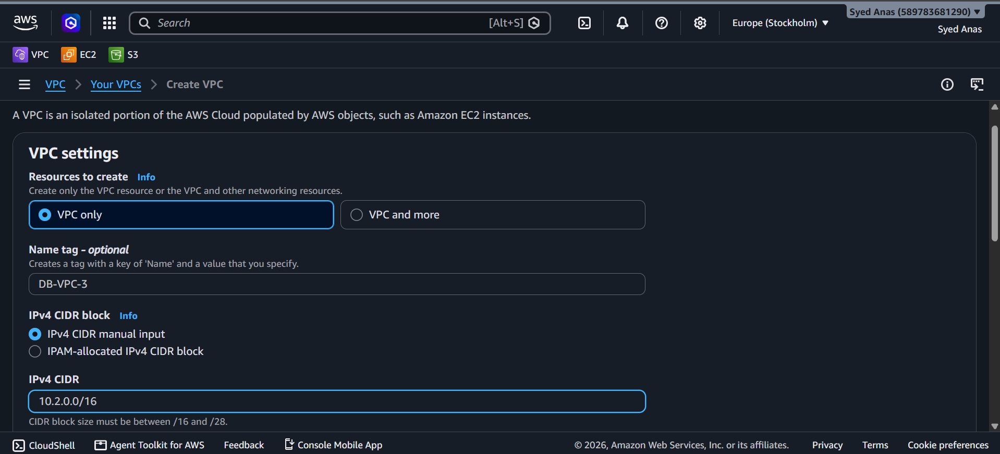 aws
Search
[Alt+S]
Europe (Stockholm)
Syed Anas (589783681290)
Syed Anas
VPC
EC2
S3
VPC
Your VPCs
Create VPC
A VPC is an isolated portion of the AWS Cloud populated by AWS objects, such as Amazon EC2 instances.
VPC settings
Resources to create Info
Create only the VPC resource or the VPC and other networking resources.
VPC only
VPC and more
Name tag - optional
Creates a tag with a key of 'Name' and a value that you specify.
DB-VPC-3
IPv4 CIDR block Info
IPv4 CIDR manual input
IPAM-allocated IPv4 CIDR block
IPv4 CIDR
10.2.0.0/16
CIDR block size must be between /16 and /28.
CloudShell
Agent Toolkit for AWS
Feedback
Console Mobile App
© 2026, Amazon Web Services, Inc. or its affiliates.
Privacy
Terms
Cookie preferences